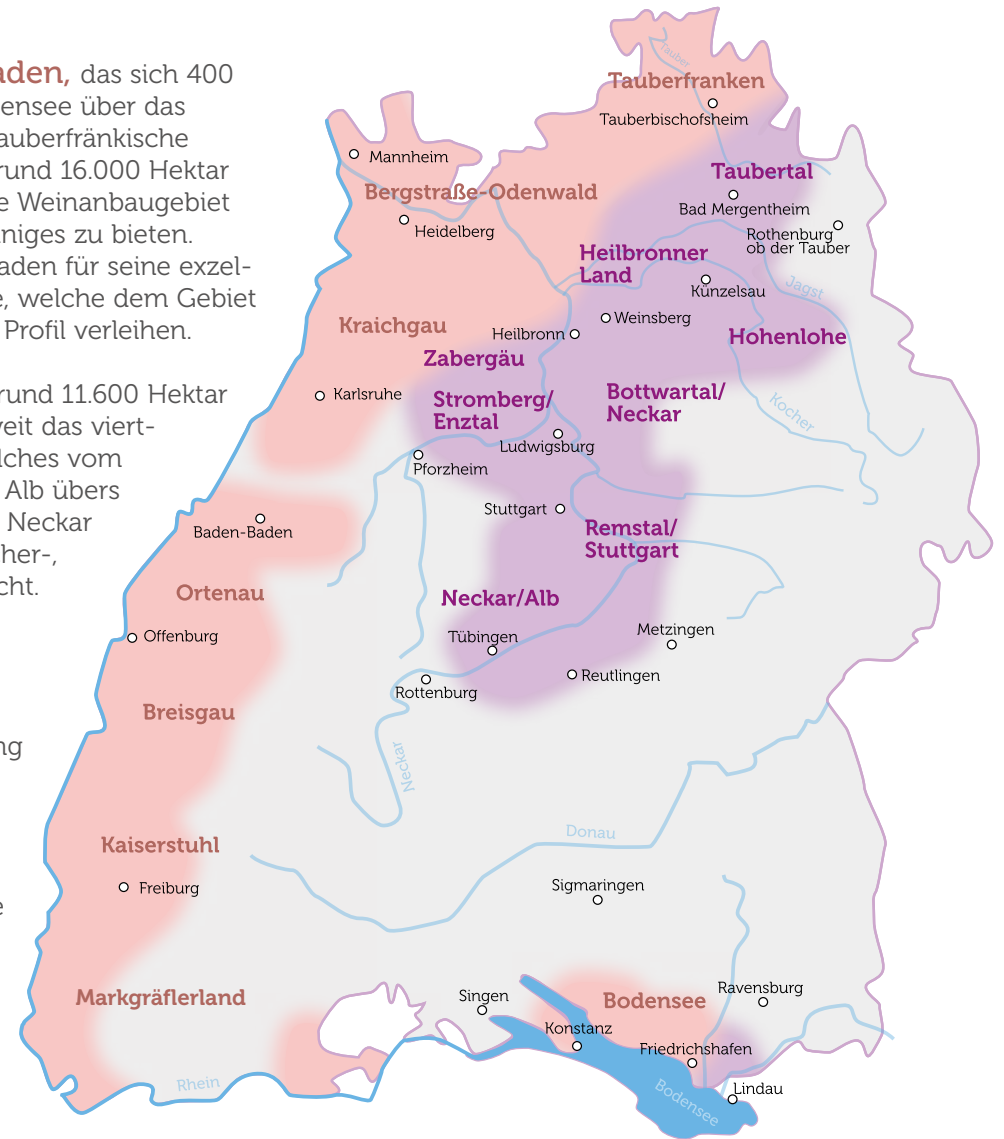 aden, das sich 400
ensee über das
auberfränkische
rund 16.000 Hektar
e Weinanbaugebiet
niges zu bieten.
aden für seine exzel-
e, welche dem Gebiet
Profil verleihen.
rund 11.600 Hektar
veit das viert-
lches vom
Alb übers
Neckar
her-,
cht.
ng
e
Tauber
Tauberfranken
Tauberbischofsheim
Mannheim
Bergstraße-Odenwald
Heidelberg
Taubertal
Bad Mergentheim
Rothenburg
ob der Tauber
Heilbronner
Land
Künzelsau
Jagst
Kraichgau
Heilbronn
Weinsberg
Hohenlohe
Zabergäu
Karlsruhe
Stromberg/
Enztal
Bottwartal/
Neckar
Kocher
Ludwigsburg
Pforzheim
Baden-Baden
Stuttgart
Remstal/
Stuttgart
Ortenau
Neckar/Alb
Offenburg
Tübingen
Metzingen
Rottenburg
Reutlingen
Breisgau
Neckar
Donau
Kaiserstuhl
Freiburg
Sigmaringen
Markgräflerland
Singen
Bodensee
Ravensburg
Konstanz
Friedrichshafen
Rhein
Bodensee
Lindau